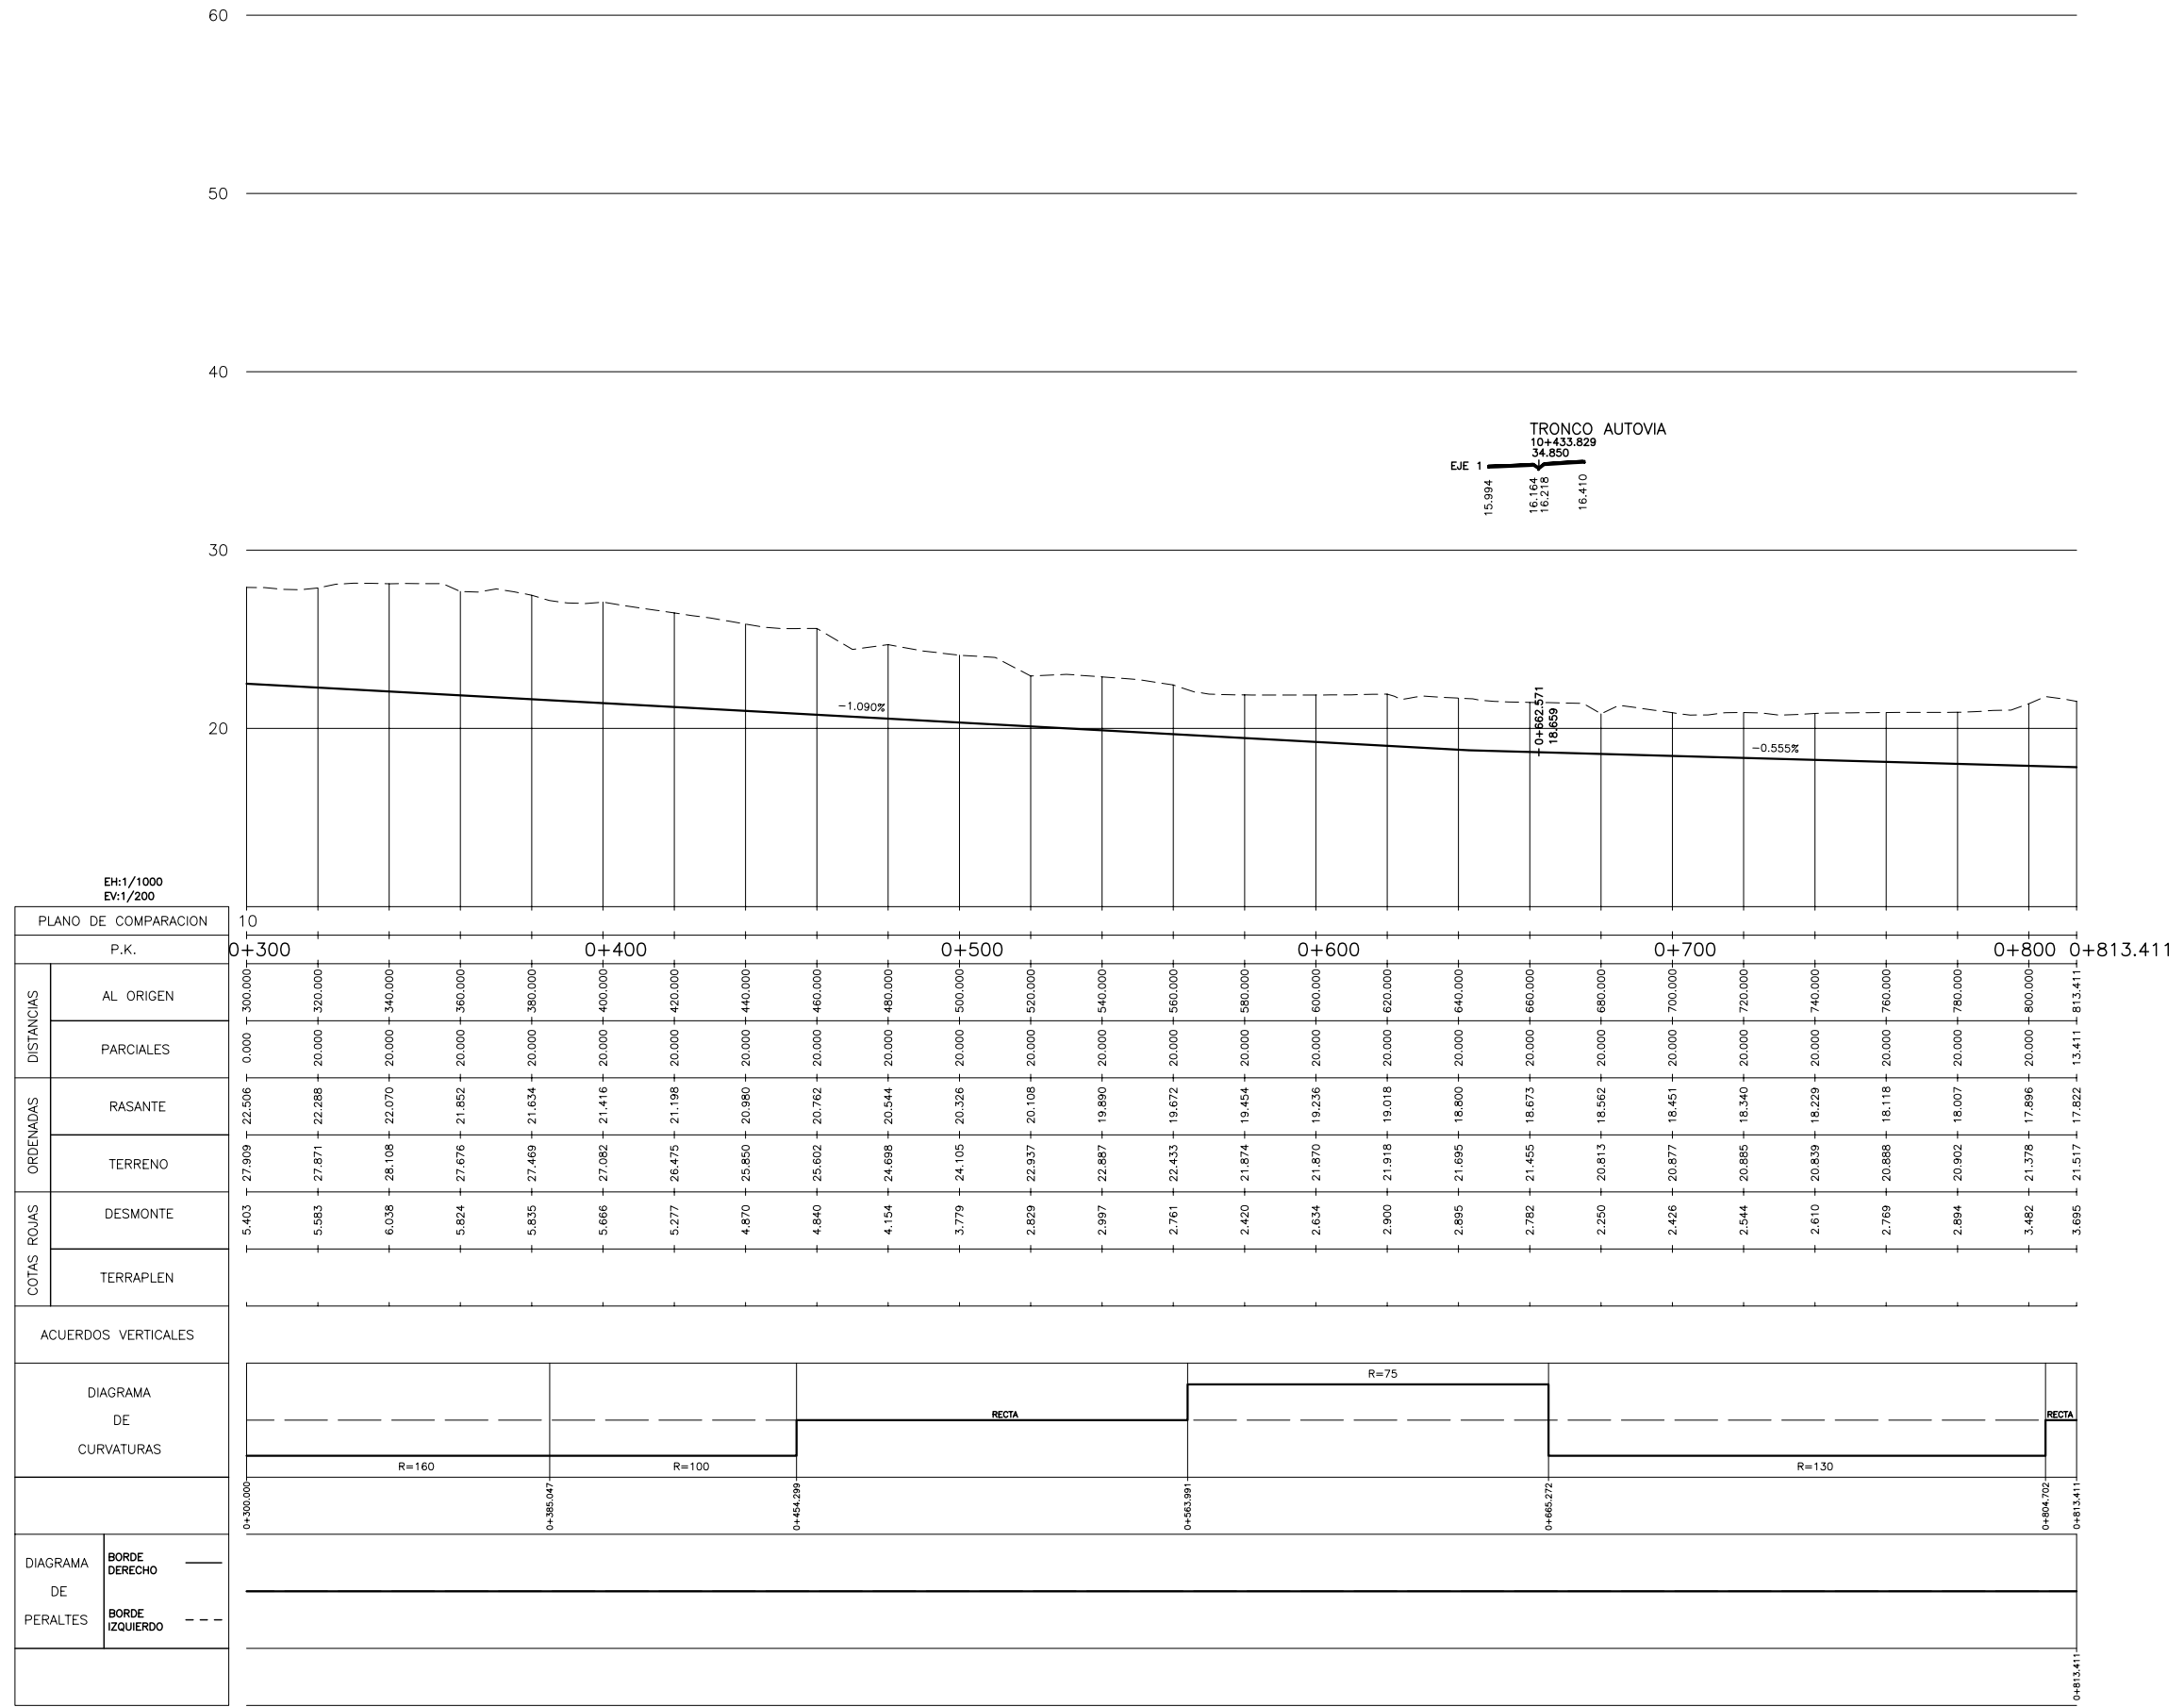 60
50
40
TRONCO AUTOVIA
10+433.829
34.850
EJE 1
15.994 16.164 16.218 16.410
30
0+662.571
18.659
-1.090%
-0.555%
20
EH:1/1000
EV:1/200
PLANO DE COMPARACION 10
P.K. 0+300 0+400 0+500 0+600 0+700 0+800 0+813.411
DISTANCIAS
AL ORIGEN 300.000 320.000 340.000 360.000 380.000 400.000 420.000 440.000 460.000 480.000 500.000 520.000 540.000 560.000 580.000 600.000 620.000 640.000 660.000 680.000 700.000 720.000 740.000 760.000 780.000 800.000 813.411
PARCIALES 0.000 20.000 20.000 20.000 20.000 20.000 20.000 20.000 20.000 20.000 20.000 20.000 20.000 20.000 20.000 20.000 20.000 20.000 20.000 20.000 20.000 20.000 20.000 20.000 20.000 20.000 13.411
ORDENADAS
RASANTE 22.506 22.288 22.070 21.852 21.634 21.416 21.198 20.980 20.762 20.544 20.326 20.108 19.890 19.672 19.454 19.236 19.018 18.800 18.673 18.562 18.451 18.340 18.229 18.118 18.007 17.896 17.822
TERRENO 27.909 27.871 28.108 27.676 27.469 27.082 26.475 25.850 25.602 24.698 24.105 22.937 22.887 22.433 21.874 21.870 21.918 21.695 21.455 20.813 20.877 20.885 20.839 20.888 20.902 21.378 21.517
COTAS ROJAS
DESMONTE 5.403 5.583 6.038 5.824 5.835 5.666 5.277 4.870 4.840 4.154 3.779 2.829 2.997 2.761 2.420 2.634 2.900 2.895 2.782 2.250 2.426 2.544 2.610 2.769 2.894 3.482 3.695
TERRAPLEN
ACUERDOS VERTICALES
DIAGRAMA
DE
CURVATURAS
R=160 R=100 RECTA R=75 R=130 RECTA
0+300.000 0+385.047 0+454.299 0+563.991 0+665.272 0+804.702 0+813.411
DIAGRAMA
DE
PERALTES
BORDE
DERECHO
BORDE
IZQUIERDO
0+813.411